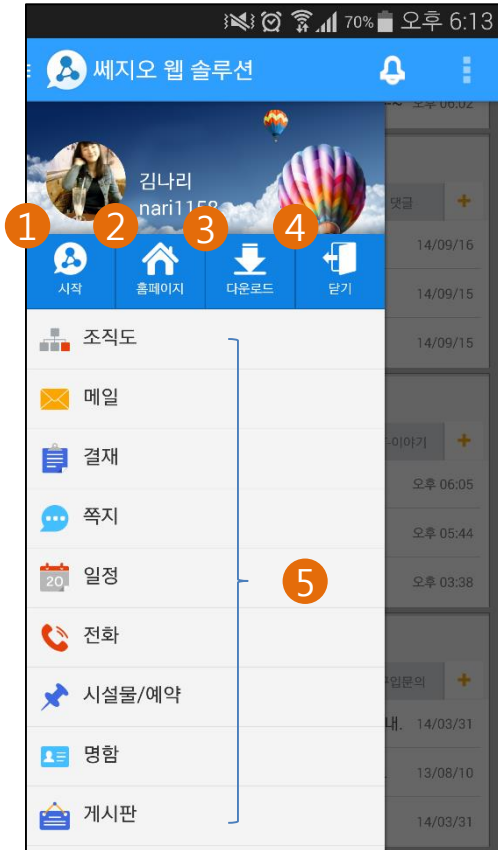 70% 오후 6:13
쎄지오 웹 솔루션
오후 06:02
김나리
nari1158
댓글
1 2 3 4
14/09/16
시작 홈페이지 다운로드 닫기
14/09/15
조직도
14/09/15
메일
이야기
결재
오후 06:05
쪽지
오후 05:44
일정
5
오후 03:38
전화
구입문의
시설물/예약
내. 14/03/31
명함
. 13/08/10
게시판
14/03/31